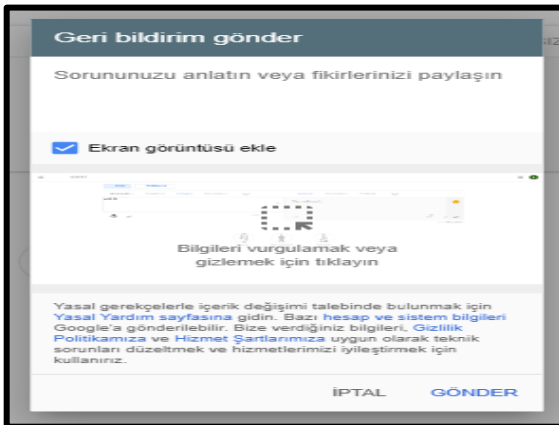 Geri bildirim gönder
Sorununuzu anlatın veya fikirlerinizi paylaşın
Ekran görüntüsü ekle
Bilgileri vurgulamak veya
gizlemek için tıklayın
Yasal gerekçelerle içerik değişimi talebinde bulunmak için
Yasal Yardım sayfasına gidin. Bazı hesap ve sistem bilgileri
Google'a gönderilebilir. Bize verdiğiniz bilgileri, Gizlilik
Politikamıza ve Hizmet Şartlarımıza uygun olarak teknik
sorunları düzeltmek ve hizmetlerimizi iyileştirmek için
kullanırız.
İPTAL GÖNDER